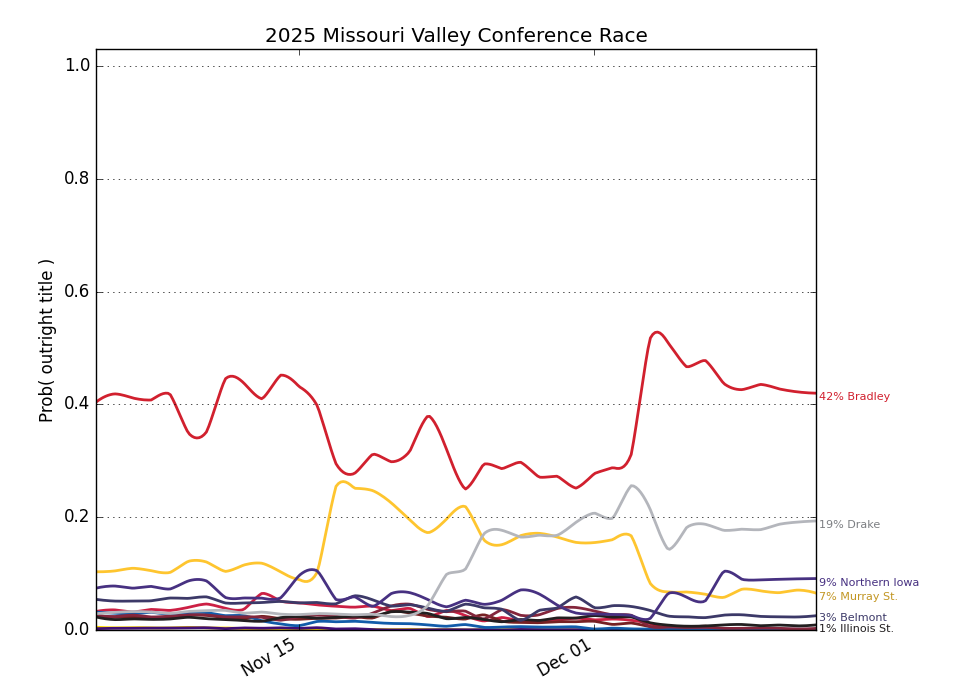 2025 Missouri Valley Conference Race
Prob( outright title )
1.0
0.8
0.6
0.4
0.2
0.0
42% Bradley
19% Drake
9% Northern Iowa
7% Murray St.
3% Belmont
1% Illinois St.
Nov 15
Dec 01